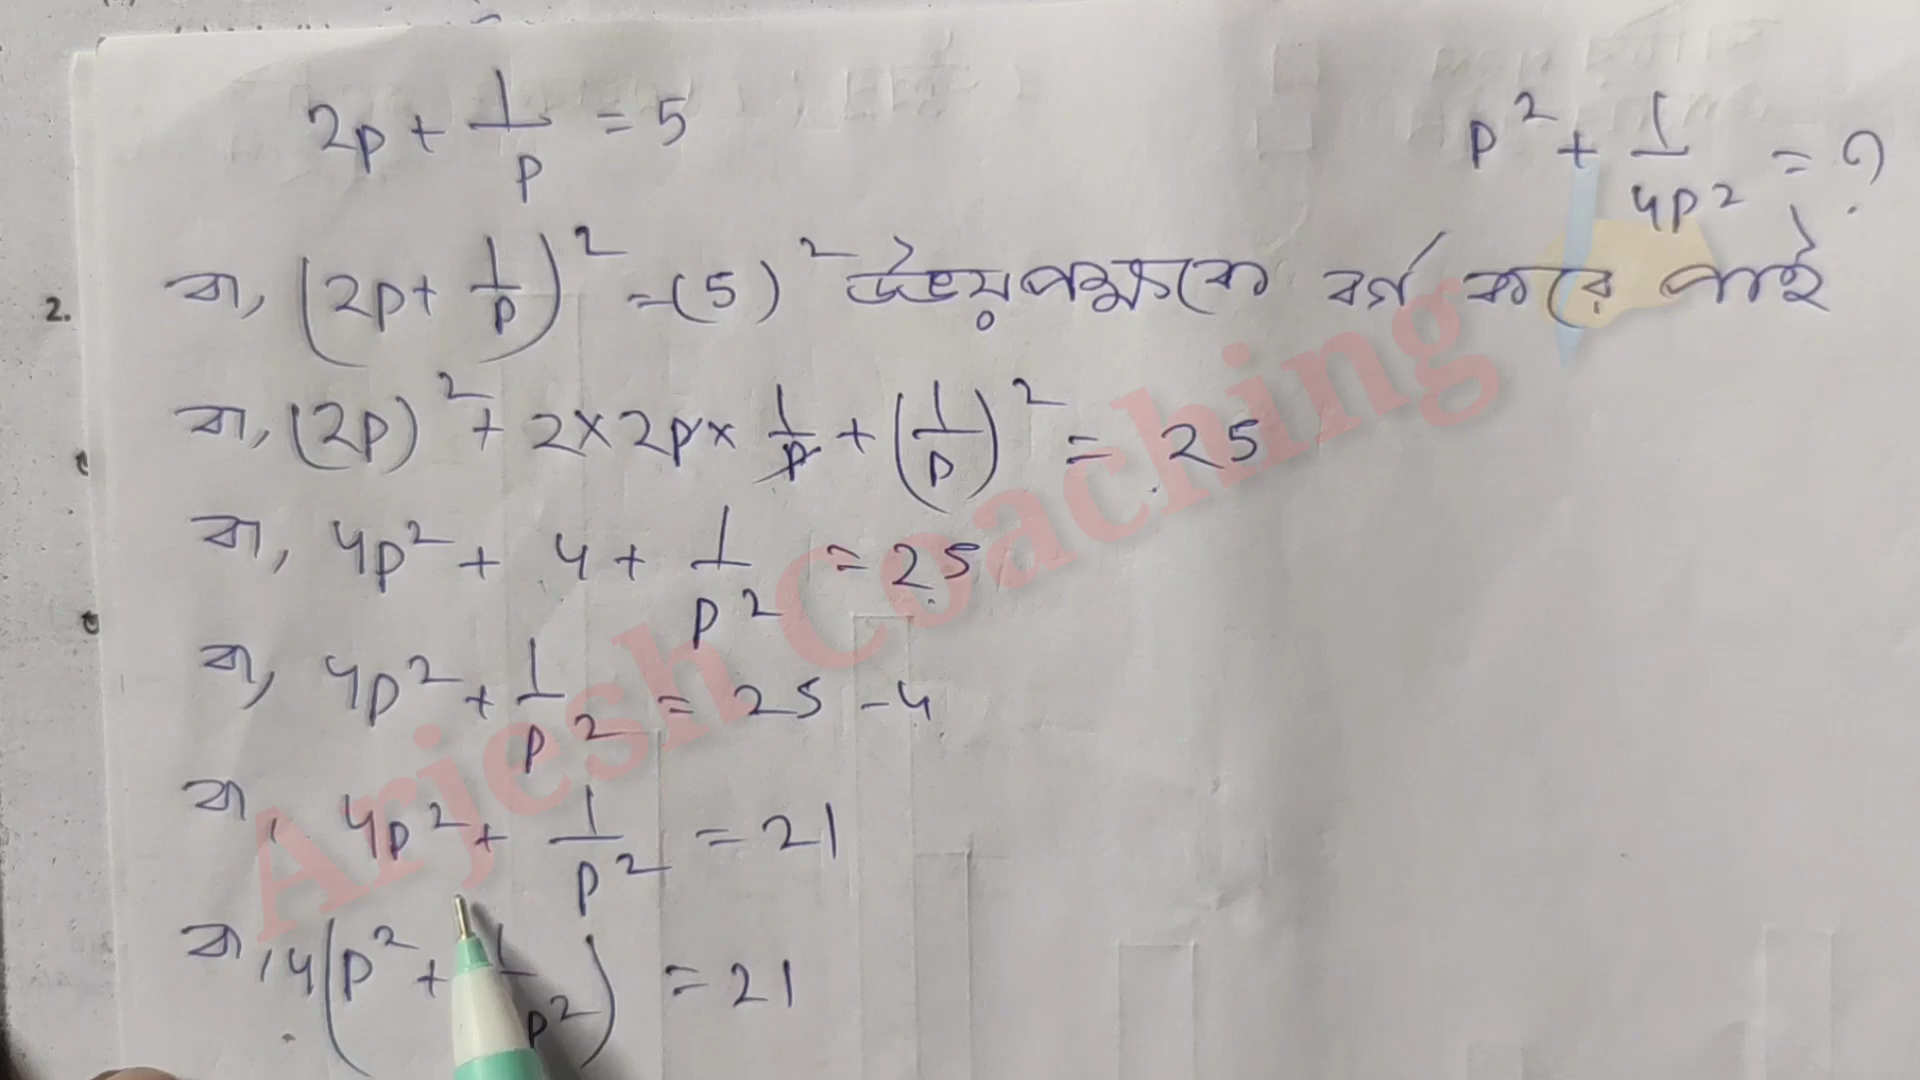 2p + 1/p = 5
p² + 1/4p² = ?
2.
বা, (2p + 1/p)² = (5)² উভয়পক্ষকে বর্গ করে পাই
বা, (2p)² + 2×2p× 1/p + (1/p)² = 25
বা, 4p² + 4 + 1/p² = 25
বা, 4p² + 1/p² = 25 - 4
বা, 4p² + 1/p² = 21
বা, 4(p² + 1/ p²) = 21
Arjesh Coaching